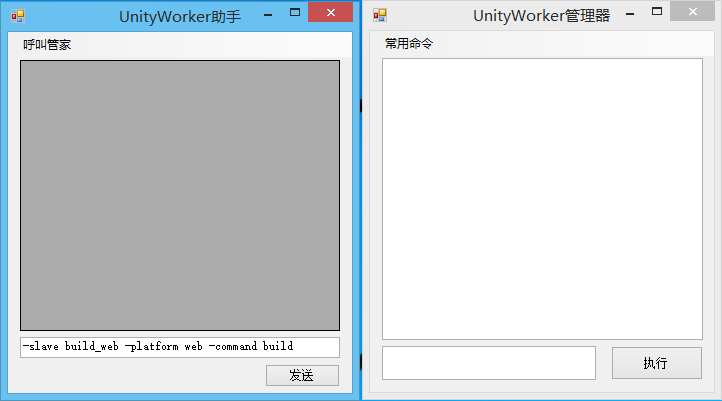 UnityWorker助手
呼叫管家
-slave build_web -platform web -command build
发送
UnityWorker管理器
常用命令
执行